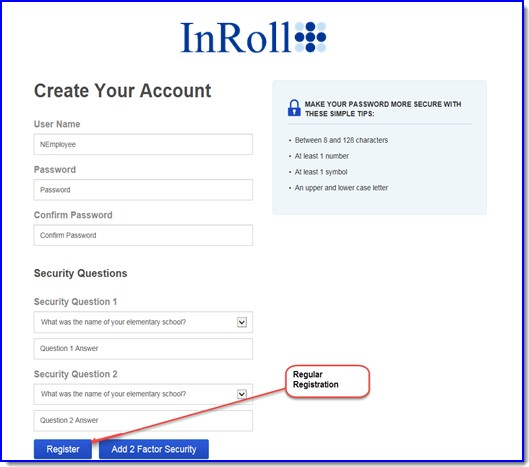 InRoll
Create Your Account
User Name
NEmployee
Password
Password
Confirm Password
Confirm Password
MAKE YOUR PASSWORD MORE SECURE WITH
THESE SIMPLE TIPS:
• Between 8 and 128 characters
• At least 1 number
• At least 1 symbol
• An upper and lower case letter
Security Questions
Security Question 1
What was the name of your elementary school?
Question 1 Answer
Security Question 2
What was the name of your elementary school?
Question 2 Answer
Regular
Registration
Register
Add 2 Factor Security